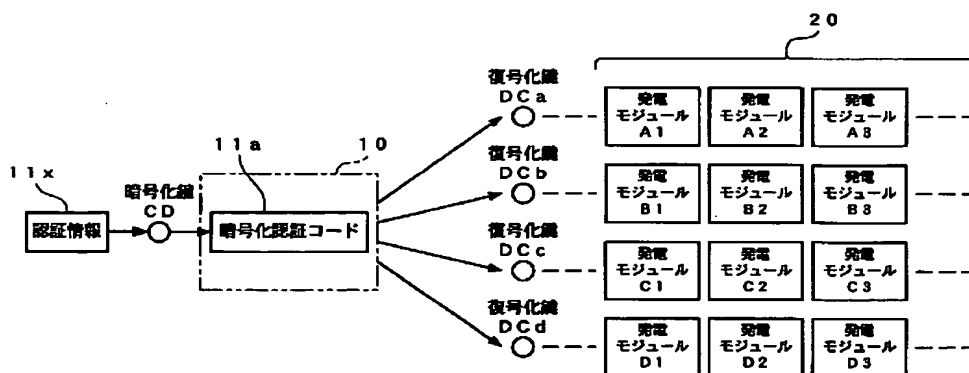 20
復号化鍵
DCa
発電
モジュール
A1
発電
モジュール
A2
発電
モジュール
A3
11x
暗号化鍵
CD
11a
10
認証情報
暗号化認証コード
復号化鍵
DCb
発電
モジュール
B1
発電
モジュール
B2
発電
モジュール
B3
復号化鍵
DCc
発電
モジュール
C1
発電
モジュール
C2
発電
モジュール
C3
復号化鍵
DCd
発電
モジュール
D1
発電
モジュール
D2
発電
モジュール
D3